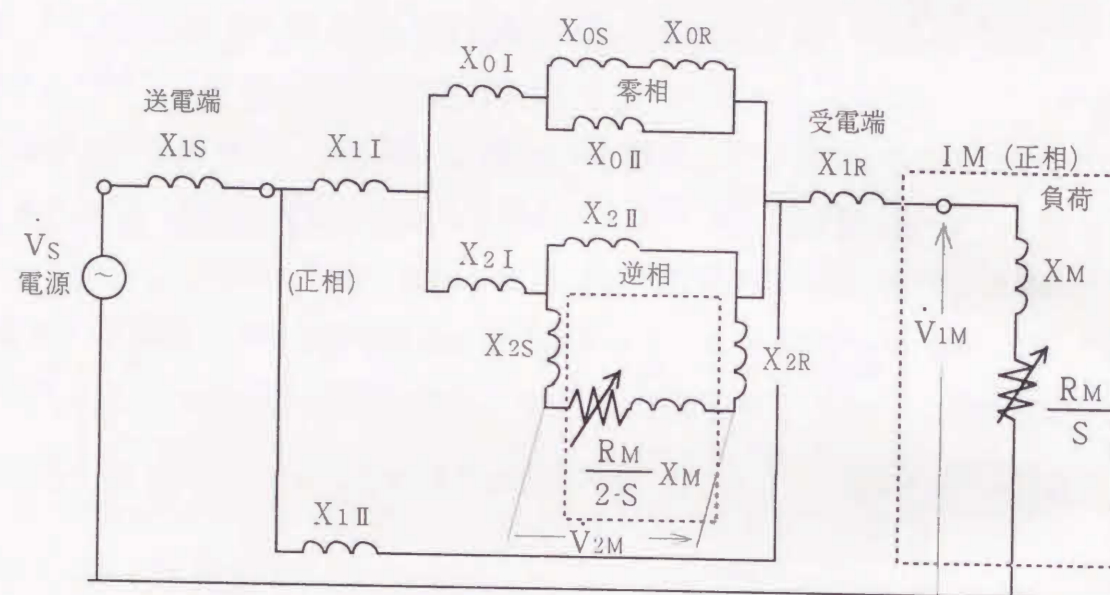 X0S X0R
X0I
零相
送電端
X0II
受電端
X1S X1I
X1R
IM (正相)
負荷
V̇S
電源
~
(正相)
X2II
X2I
逆相
XM
X2S
X2R
V̇1M
RM/2-S XM
RM/S
X1II
V̇2M